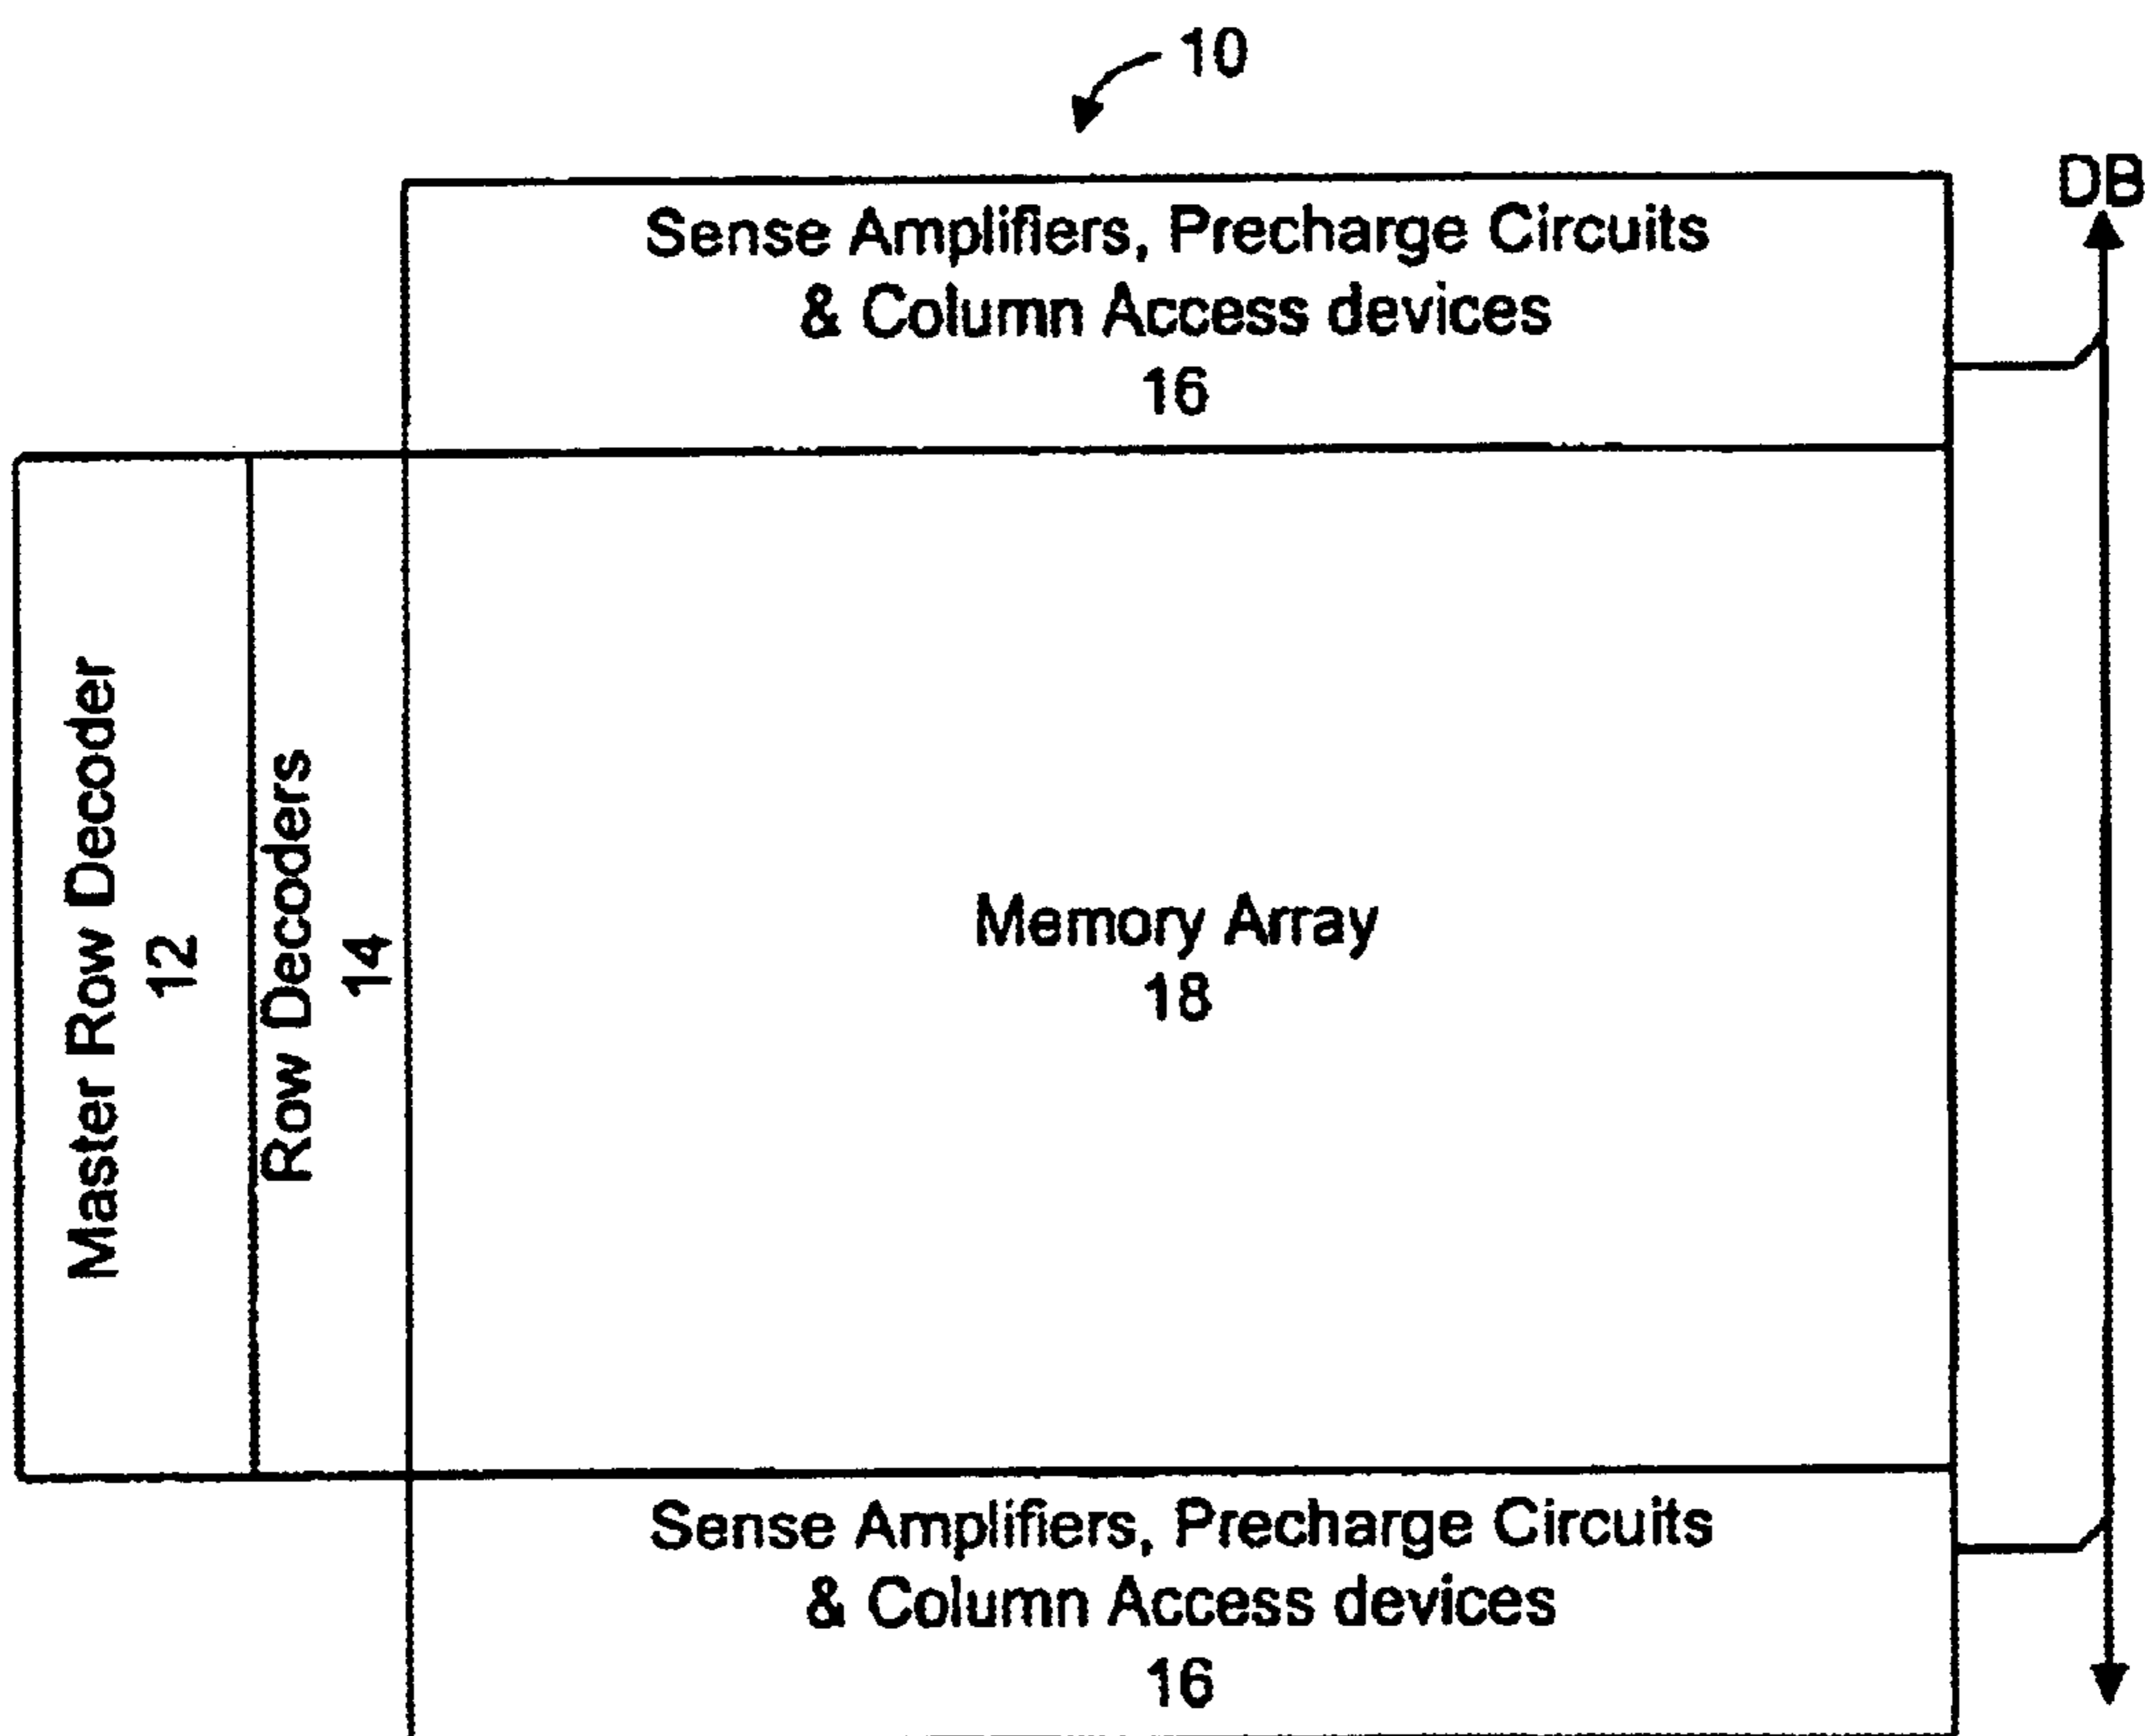 10
DB
Sense Amplifiers, Precharge Circuits
& Column Access devices
16
Master Row Decoder
12
Row Decoders
14
Memory Array
18
Sense Amplifiers, Precharge Circuits
& Column Access devices
16